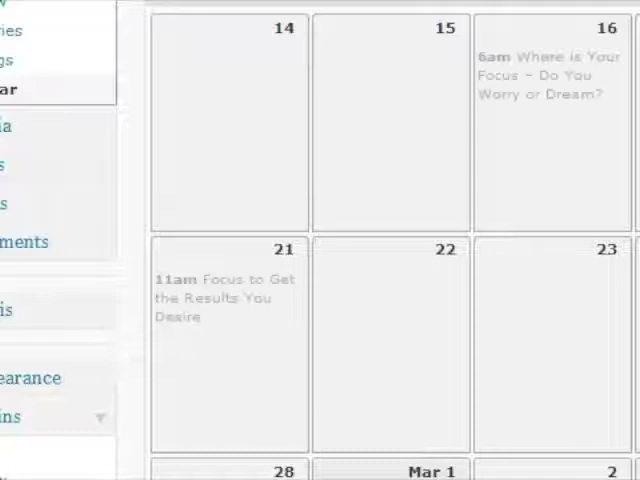 ies
gs
ar
ia
s
s
ments
is
earance
ins
14
15
16
6am Where is Your
Focus – Do You
Worry or Dream?
21
22
23
11am Focus to Get
the Results You
Desire
28
Mar 1
2